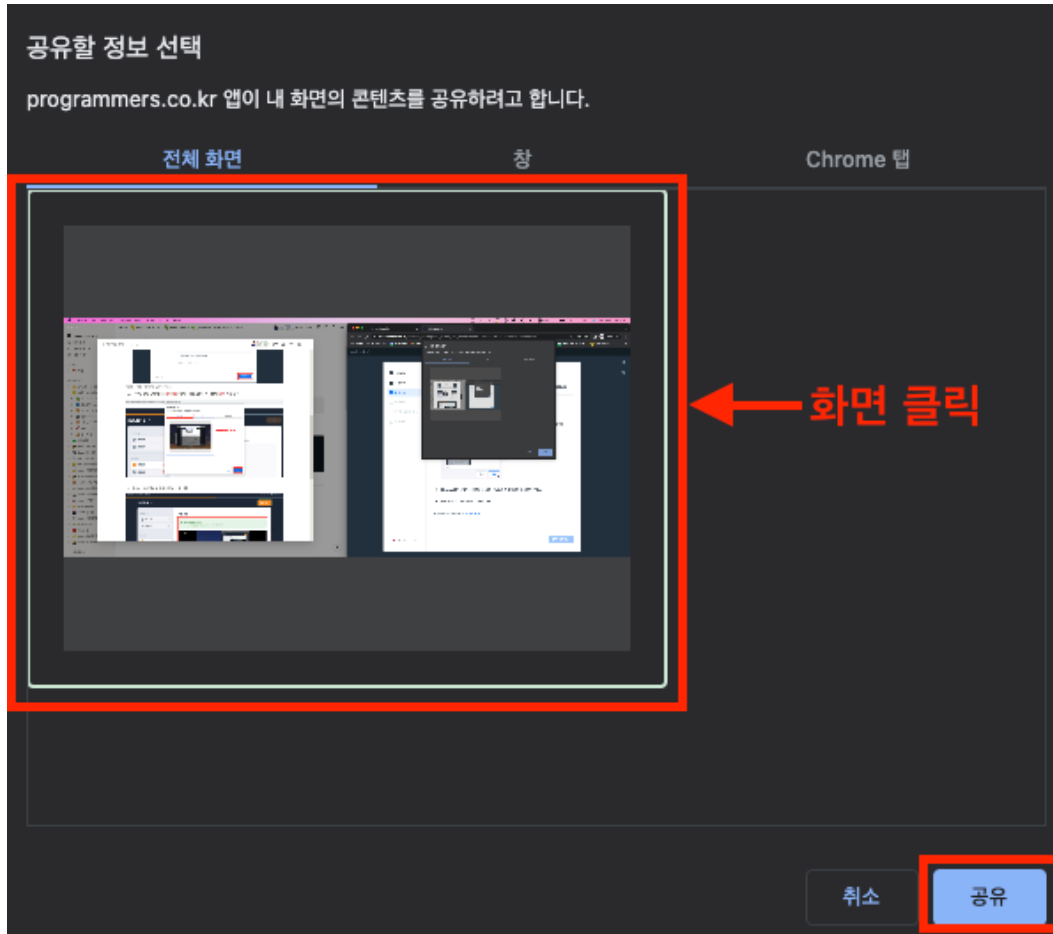 공유할 정보 선택
programmers.co.kr 앱이 내 화면의 콘텐츠를 공유하려고 합니다.
전체 화면 창 Chrome 탭
화면 클릭
취소 공유